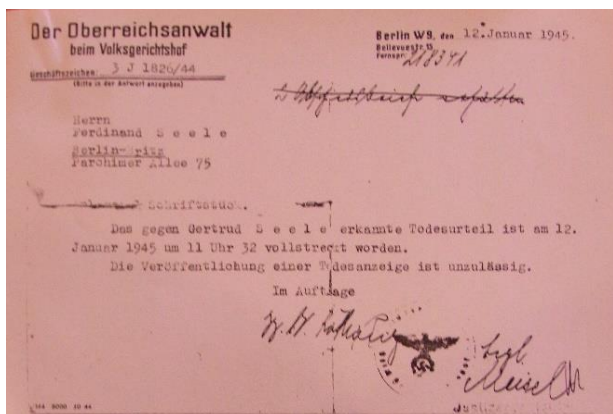 Der Oberreichsanwalt
beim Volksgerichtshof
Geschäftszeichen: 3 J 1826/44
(Bitte in der Antwort anzugeben)
Berlin W 9, den 12. Januar 1945.
Bellevuestr. 15
Fernspr.: 218341
Herrn
Ferdinand S e e l e
Berlin-Britz
Parchimer Allee 75
Schriftstück.
Das gegen Gertrud S e e l e erkannte Todesurteil ist am 12.
Januar 1945 um 11 Uhr 32 vollstreckt worden.
Die Veröffentlichung einer Todesanzeige ist unzulässig.
Im Auftrage